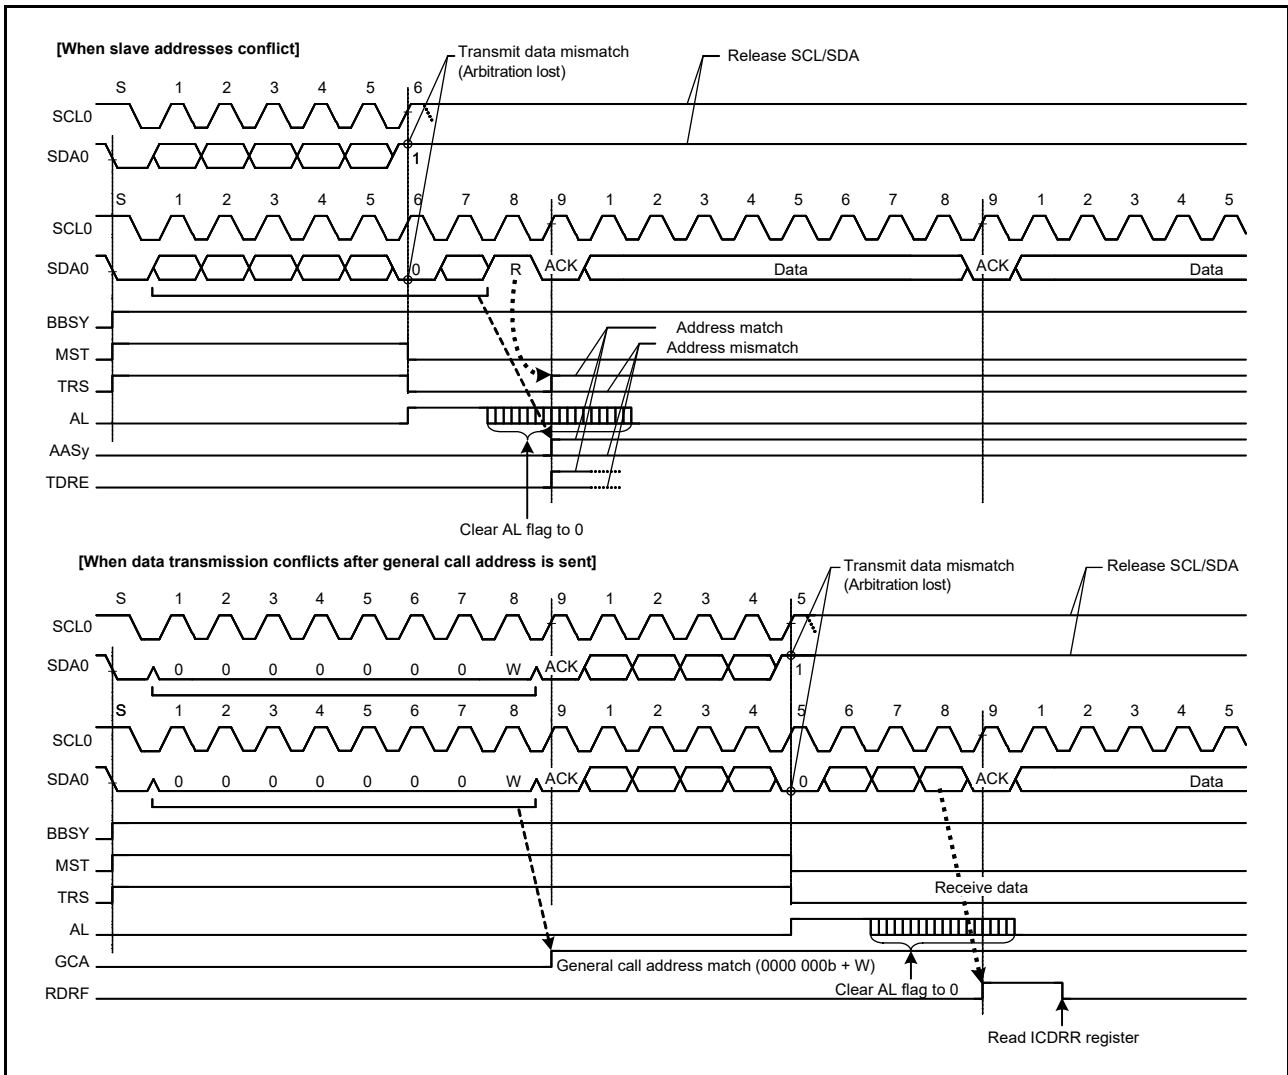 [When slave addresses conflict]
Transmit data mismatch
(Arbitration lost)
Release SCL/SDA
S 1 2 3 4 5 6
SCL0
SDA0
1
S 1 2 3 4 5 6 7 8 9 1 2 3 4 5 6 7 8 9 1 2 3 4 5
SCL0
SDA0 0 R ACK Data ACK Data
BBSY
Address match
MST
Address mismatch
TRS
AL
AASy
TDRE
Clear AL flag to 0
[When data transmission conflicts after general call address is sent]
Transmit data mismatch
(Arbitration lost)
Release SCL/SDA
S 1 2 3 4 5 6 7 8 9 1 2 3 4 5
SCL0
SDA0 0 0 0 0 0 0 0 W ACK 1
S 1 2 3 4 5 6 7 8 9 1 2 3 4 5 6 7 8 9 1 2 3 4 5
SCL0
SDA0 0 0 0 0 0 0 0 W ACK 0 ACK Data
BBSY
MST
TRS
Receive data
AL
GCA
General call address match (0000 000b + W)
Clear AL flag to 0
RDRF
Read ICDRR register